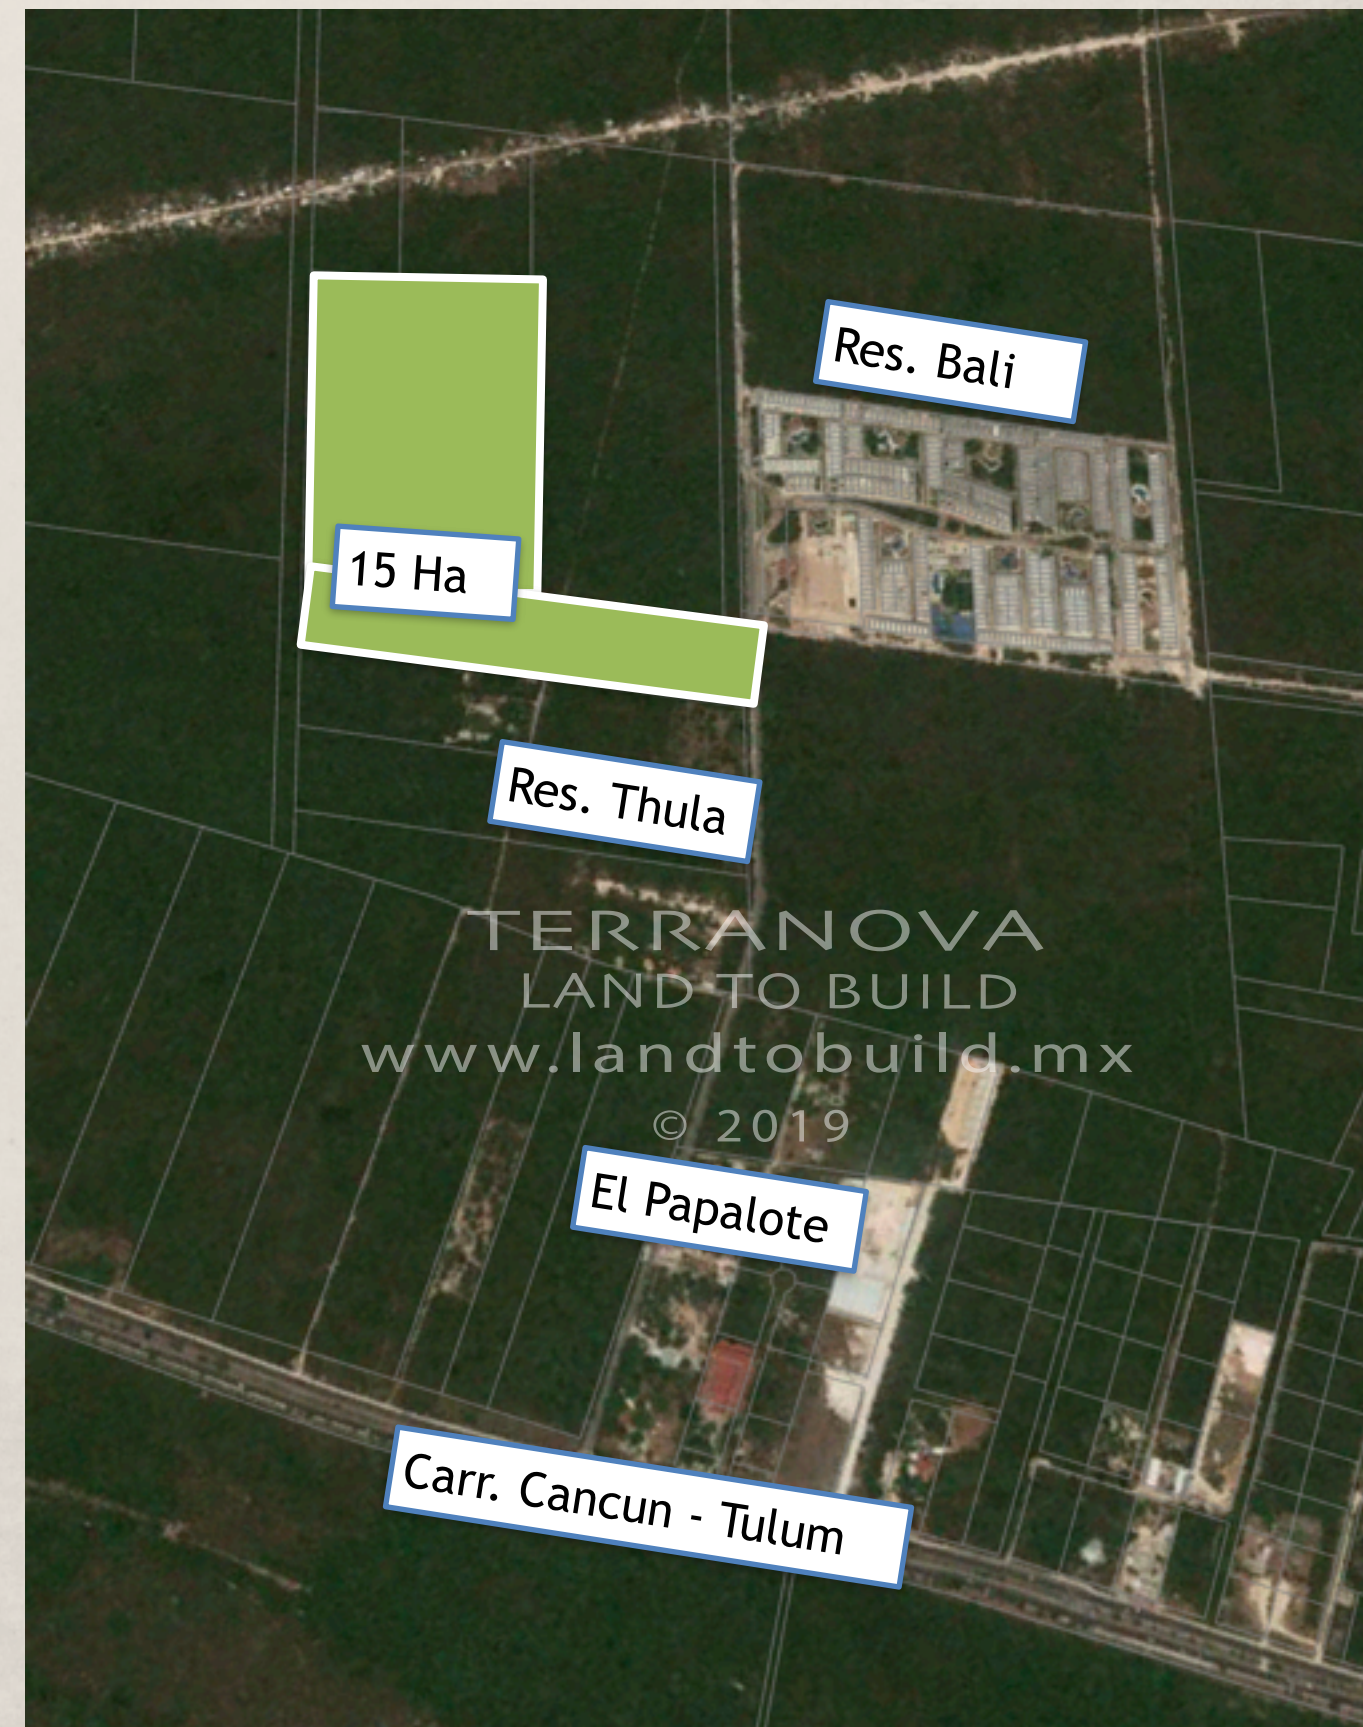 Res. Bali
15 Ha
Res. Thula
TERRANOVA
LAND TO BUILD
www.landtobuild.mx
© 2019
El Papalote
Carr. Cancun - Tulum